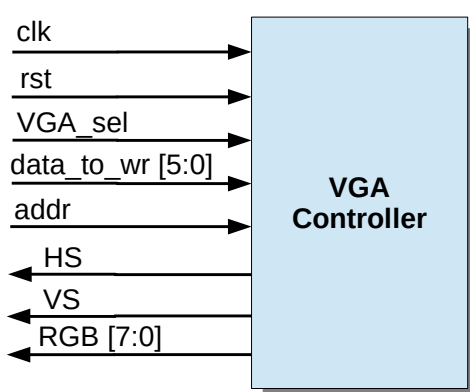 clk
rst
VGA_sel
data_to_wr [5:0]
addr
HS
VS
RGB [7:0]
VGA
Controller